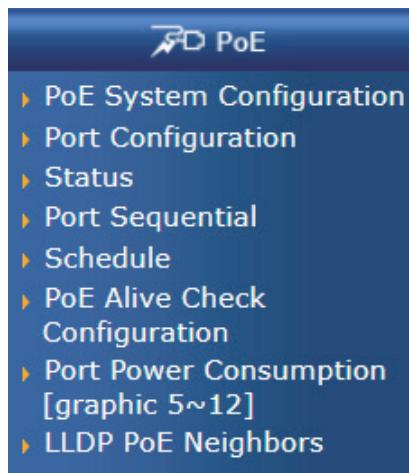 PoE
PoE System Configuration
Port Configuration
Status
Port Sequential
Schedule
PoE Alive Check
Configuration
Port Power Consumption
[graphic 5~12]
LLDP PoE Neighbors